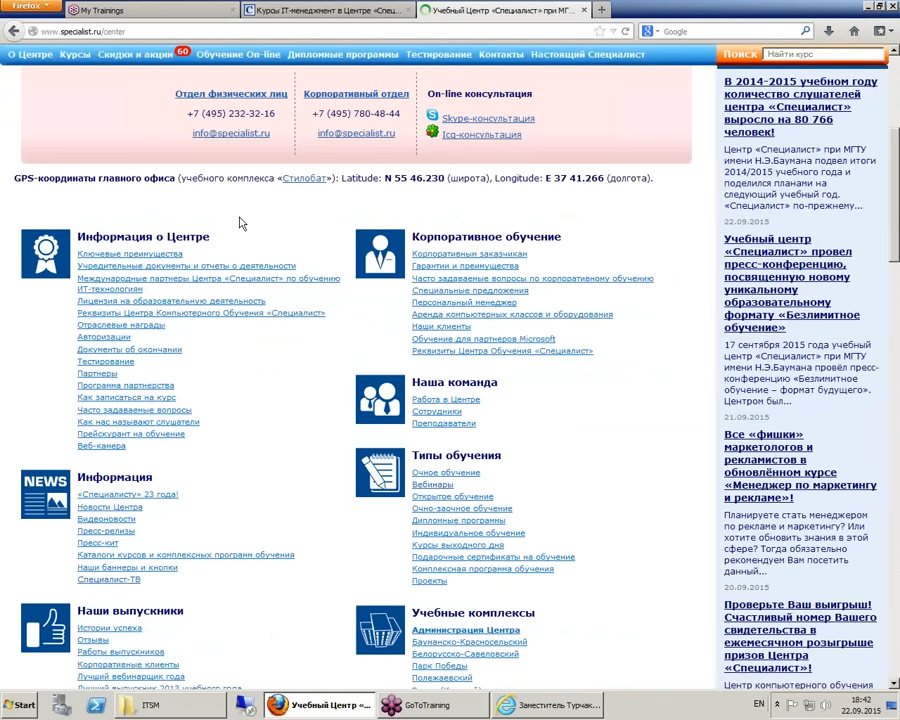 Firefox
My Trainings
Курсы IT-менеджмент в Центре «Спец...
Учебный Центр «Специалист» при МГ...
www.specialist.ru/center
Google
О Центре Курсы Скидки и акции 60 Обучение On-line Дипломные программы Тестирование Контакты Настоящий Специалист
Поиск Найти курс
Отдел физических лиц
+7 (495) 232-32-16
info@specialist.ru
Корпоративный отдел
+7 (495) 780-48-44
info@specialist.ru
On-line консультация
Skype-консультация
Icq-консультация
GPS-координаты главного офиса (учебного комплекса «Стилобат»): Latitude: N 55 46.230 (широта), Longitude: E 37 41.266 (долгота).
Информация о Центре
Ключевые преимущества
Учредительные документы и отчеты о деятельности
Международные партнеры Центра «Специалист» по обучению
ИТ-технологиям
Лицензия на образовательную деятельность
Реквизиты Центра Компьютерного Обучения «Специалист»
Отраслевые награды
Авторизации
Документы об окончании
Тестирование
Партнеры
Программа партнерства
Как записаться на курс
Часто задаваемые вопросы
Как нас называют слушатели
Прейскурант на обучение
Веб-камера
NEWS
Информация
«Специалисту» 23 года!
Новости Центра
Видеоновости
Пресс-релизы
Пресс-кит
Каталоги курсов и комплексных программ обучения
Наши баннеры и кнопки
Специалист-ТВ
Наши выпускники
Истории успеха
Отзывы
Работы выпускников
Корпоративные клиенты
Лучший вебинарщик года
Лучший выпускник 2013 учебного года
Корпоративное обучение
Корпоративным заказчикам
Гарантии и преимущества
Часто задаваемые вопросы по корпоративному обучению
Специальные предложения
Персональный менеджер
Аренда компьютерных классов и оборудования
Наши клиенты
Обучение для партнеров Microsoft
Реквизиты Центра Обучения «Специалист»
Наша команда
Работа в Центре
Сотрудники
Преподаватели
Типы обучения
Очное обучение
Вебинары
Открытое обучение
Очно-заочное обучение
Дипломные программы
Индивидуальное обучение
Курсы выходного дня
Подарочные сертификаты на обучение
Комплексная программа обучения
Проекты
Учебные комплексы
Администрация Центра
Баунанско-Красносельский
Белорусско-Савеловский
Парк Победы
Полежаевский
В 2014-2015 учебном году
количество слушателей
центра «Специалист»
выросло на 80 766
человек!
Центр «Специалист» при МГТУ
имени Н.Э.Баумана подвел итоги
2014/2015 учебного года и
поделился планами на
следующий учебный год.
«Специалист» по-прежнему...
22.09.2015
Учебный центр
«Специалист» провел
пресс-конференцию,
посвященную новому
уникальному
образовательному
формату «Безлимитное
обучение»
17 сентября 2015 года учебный
центр «Специалист» при МГТУ
им.Баумана провёл пресс-
конференцию «Безлимитное
обучение – формат будущего».
Центром был...
21.09.2015
Все «фишки»
маркетологов и
рекламистов в
обновлённом курсе
«Менеджер по маркетингу
и рекламе»!
Планируете стать менеджером
по рекламе и маркетингу? Или
хотите обновить знания в этой
сфере? Тогда обязательно
рекомендуем Вам посетить
данный...
20.09.2015
Проверьте Ваш выигрыш!
Счастливый номер Вашего
свидетельства в
ежемесячном розыгрыше
призов Центра
«Специалист»!
Центр компьютерного обучения
Start
ITSM
Учебный Центр «...
GoToTraining
Заместитель Турчак...
EN
18:42
22.09.2015